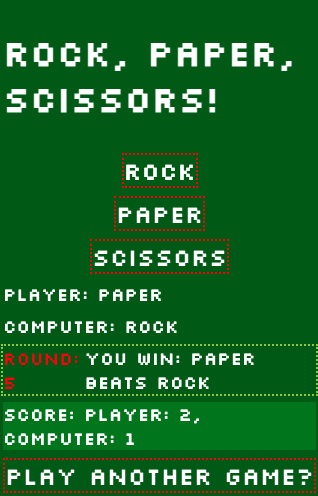 ROCK, PAPER,
SCISSORS!
ROCK
PAPER
SCISSORS
PLAYER: PAPER
COMPUTER: ROCK
ROUND: YOU WIN: PAPER
5 BEATS ROCK
SCORE: PLAYER: 2,
COMPUTER: 1
PLAY ANOTHER GAME?